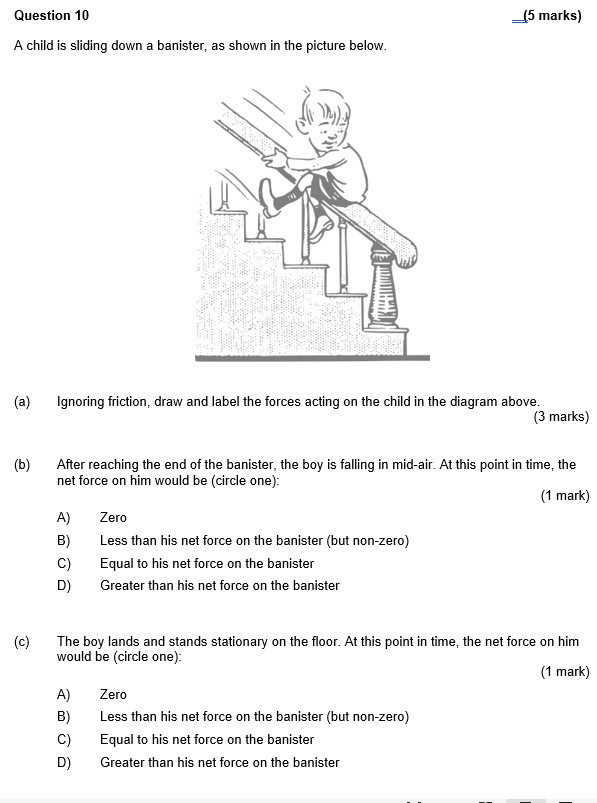 Question 10 __(5 marks)
A child is sliding down a banister, as shown in the picture below.
(a) Ignoring friction, draw and label the forces acting on the child in the diagram above.
(3 marks)
(b) After reaching the end of the banister, the boy is falling in mid-air. At this point in time, the
net force on him would be (circle one):
(1 mark)
A) Zero
B) Less than his net force on the banister (but non-zero)
C) Equal to his net force on the banister
D) Greater than his net force on the banister
(c) The boy lands and stands stationary on the floor. At this point in time, the net force on him
would be (circle one):
(1 mark)
A) Zero
B) Less than his net force on the banister (but non-zero)
C) Equal to his net force on the banister
D) Greater than his net force on the banister